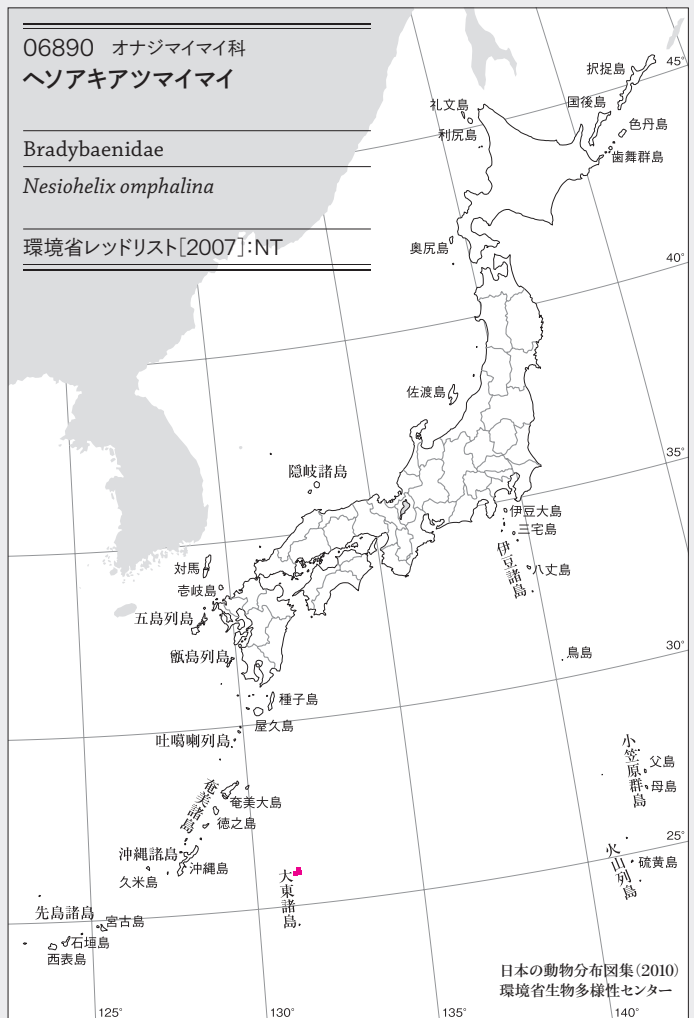 06890 オナジマイマイ科
ヘソアキアツマイマイ
Bradybaenidae
Nesiohelix omphalina
環境省レッドリスト[2007]:NT
択捉島
45°
礼文島
国後島
色丹島
利尻島
歯舞群島
奥尻島
40°
佐渡島
35°
隠岐諸島
伊豆大島
三宅島
伊豆諸島
八丈島
対馬
壱岐島
五島列島
甑島列島
鳥島
30°
種子島
屋久島
吐噶喇列島
小笠原群島
父島
母島
奄美諸島
奄美大島
徳之島
25°
沖縄諸島
沖縄島
久米島
火山列島
硫黄島
大東諸島
先島諸島
宮古島
石垣島
西表島
日本の動物分布図集(2010)
環境省生物多様性センター
125°
130°
135°
140°